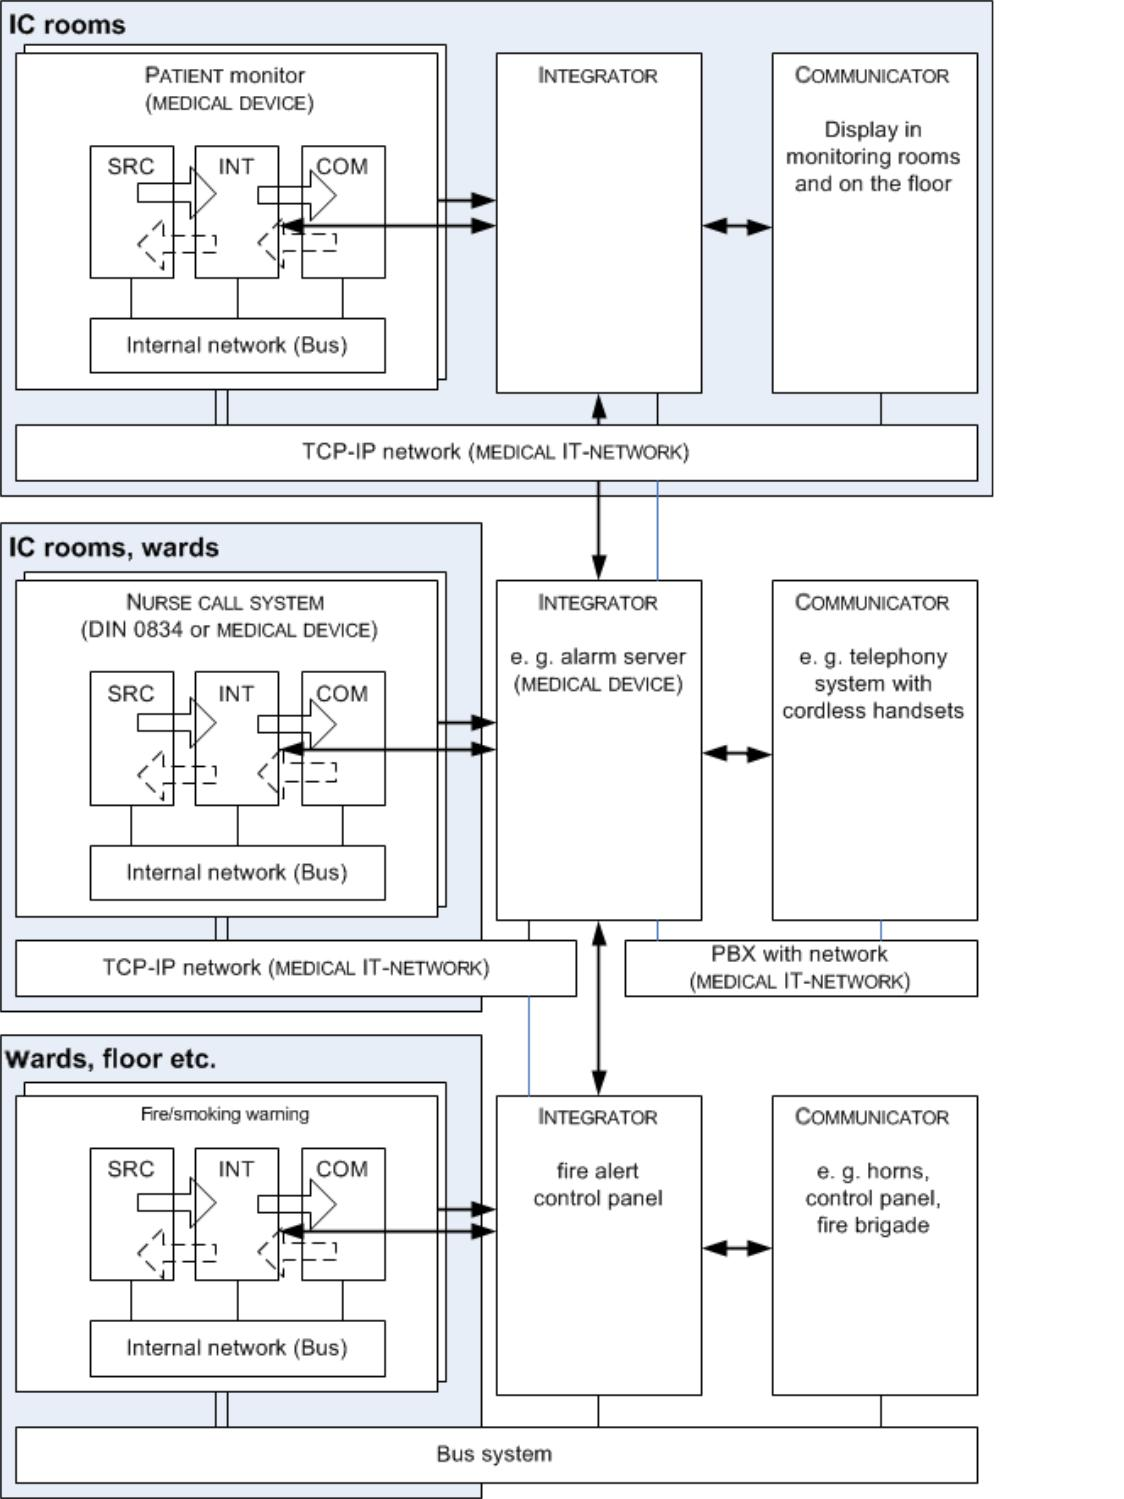 IC rooms
PATIENT monitor
(MEDICAL DEVICE)
SRC
INT
COM
Internal network (Bus)
INTEGRATOR
COMMUNICATOR
Display in
monitoring rooms
and on the floor
TCP-IP network (MEDICAL IT-NETWORK)
IC rooms, wards
NURSE CALL SYSTEM
(DIN 0834 or MEDICAL DEVICE)
SRC
INT
COM
Internal network (Bus)
INTEGRATOR
e. g. alarm server
(MEDICAL DEVICE)
COMMUNICATOR
e. g. telephony
system with
cordless handsets
TCP-IP network (MEDICAL IT-NETWORK)
PBX with network
(MEDICAL IT-NETWORK)
Wards, floor etc.
Fire/smoking warning
SRC
INT
COM
Internal network (Bus)
INTEGRATOR
fire alert
control panel
COMMUNICATOR
e. g. horns,
control panel,
fire brigade
Bus system